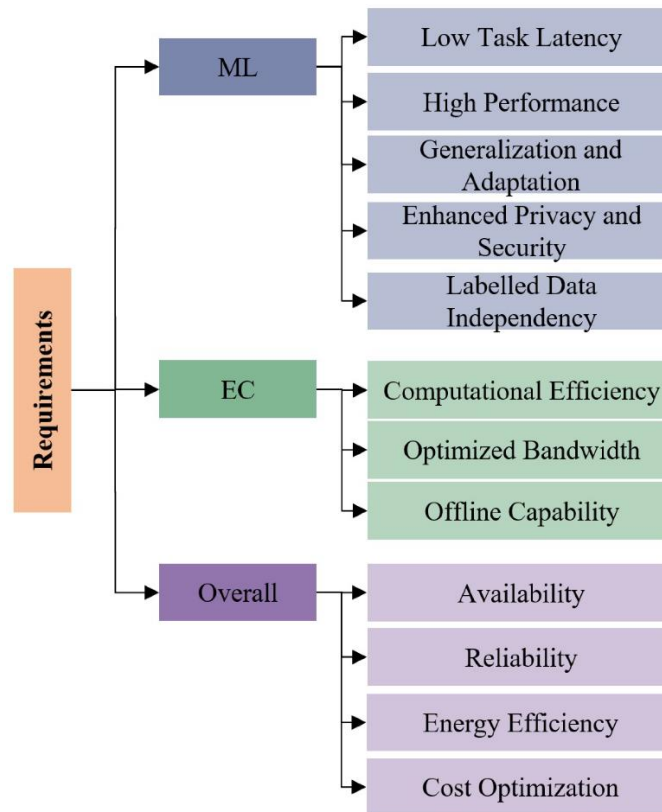 Requirements
ML
Low Task Latency
High Performance
Generalization and
Adaptation
Enhanced Privacy and
Security
Labelled Data
Independency
EC
Computational Efficiency
Optimized Bandwidth
Offline Capability
Overall
Availability
Reliability
Energy Efficiency
Cost Optimization